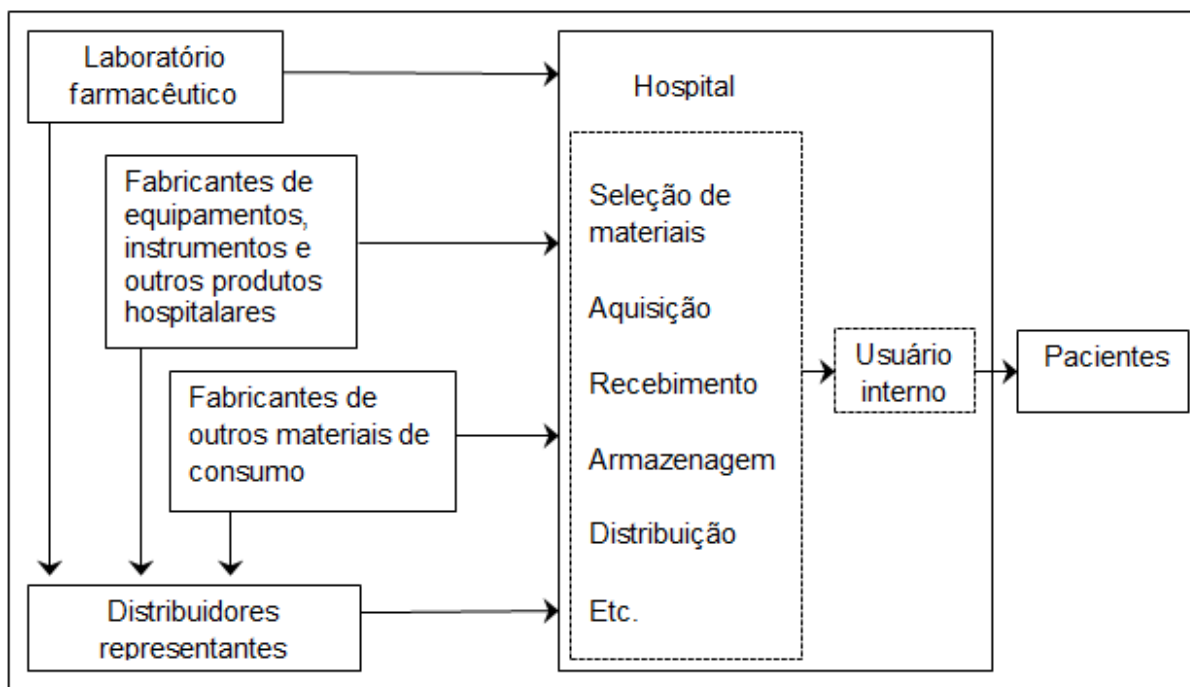 Laboratório
farmacêutico
Fabricantes de
equipamentos,
instrumentos e
outros produtos
hospitalares
Fabricantes de
outros materiais de
consumo
Distribuidores
representantes
Hospital
Seleção de
materiais
Aquisição
Recebimento
Armazenagem
Distribuição
Etc.
Usuário
interno
Pacientes